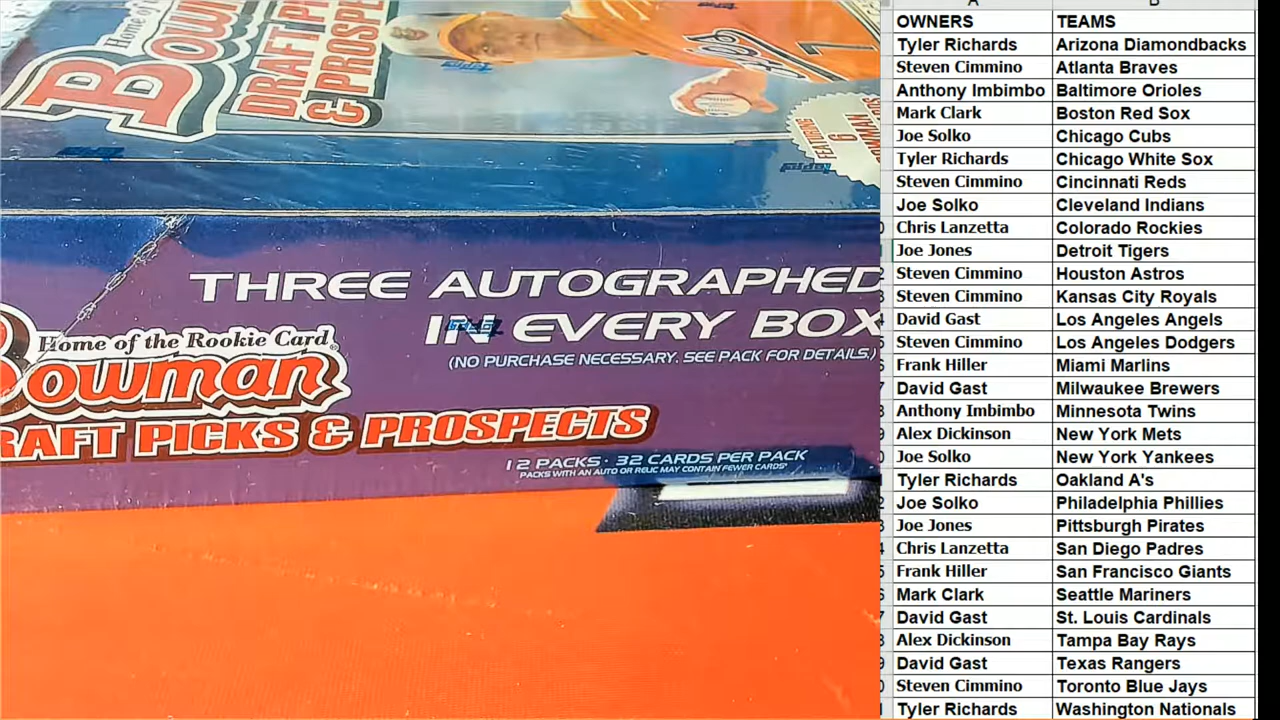 Home of
DRAFT PI
& PROSPE
FEATURING
6
THREE AUTOGRAPHED
IN EVERY BOX
(NO PURCHASE NECESSARY. SEE PACK FOR DETAILS.)
Home of the Rookie Card
Bowman
RAFT PICKS & PROSPECTS
12 PACKS · 32 CARDS PER PACK
PACKS WITH AN AUTO OR RELIC MAY CONTAIN FEWER CARDS*
OWNERS TEAMS
Tyler Richards Arizona Diamondbacks
Steven Cimmino Atlanta Braves
Anthony Imbimbo Baltimore Orioles
Mark Clark Boston Red Sox
Joe Solko Chicago Cubs
Tyler Richards Chicago White Sox
Steven Cimmino Cincinnati Reds
Joe Solko Cleveland Indians
Chris Lanzetta Colorado Rockies
Joe Jones Detroit Tigers
Steven Cimmino Houston Astros
Steven Cimmino Kansas City Royals
David Gast Los Angeles Angels
Steven Cimmino Los Angeles Dodgers
Frank Hiller Miami Marlins
David Gast Milwaukee Brewers
Anthony Imbimbo Minnesota Twins
Alex Dickinson New York Mets
Joe Solko New York Yankees
Tyler Richards Oakland A's
Joe Solko Philadelphia Phillies
Joe Jones Pittsburgh Pirates
Chris Lanzetta San Diego Padres
Frank Hiller San Francisco Giants
Mark Clark Seattle Mariners
David Gast St. Louis Cardinals
Alex Dickinson Tampa Bay Rays
David Gast Texas Rangers
Steven Cimmino Toronto Blue Jays
Tyler Richards Washington Nationals